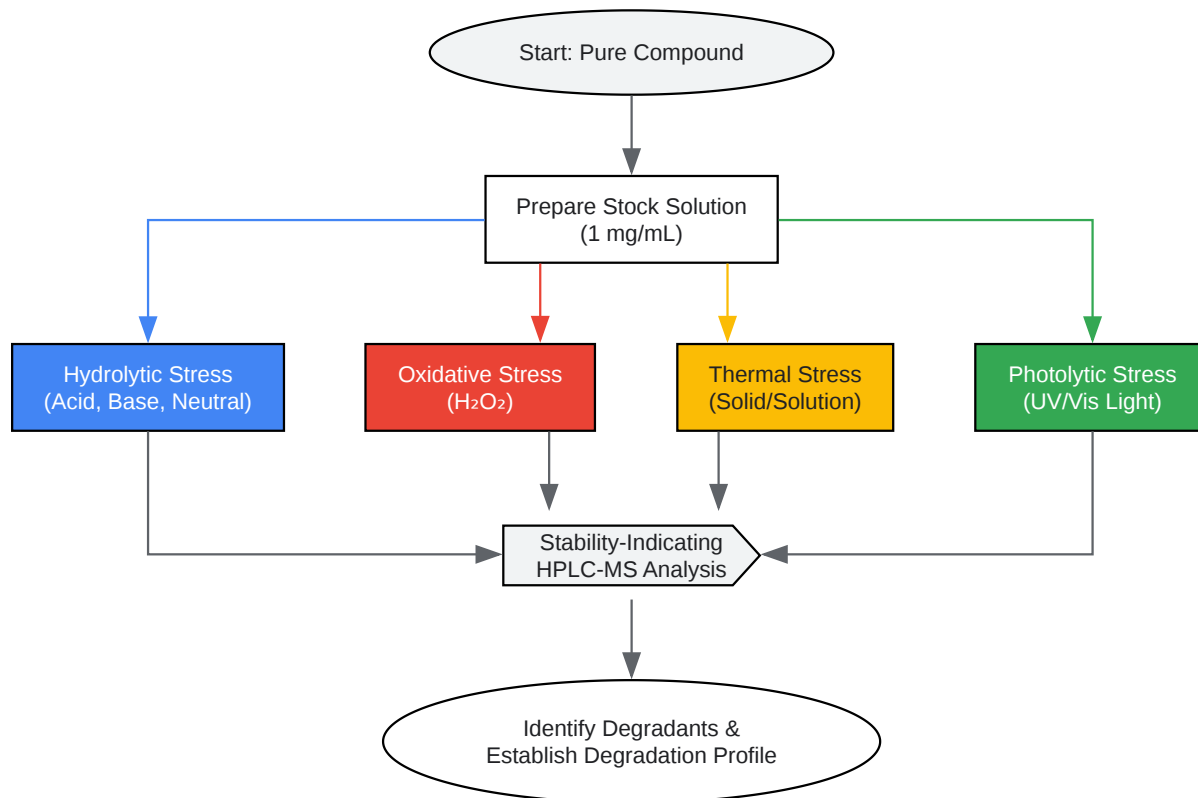 Start: Pure Compound
Prepare Stock Solution
(1 mg/mL)
Hydrolytic Stress
(Acid, Base, Neutral)
Oxidative Stress
(H₂O₂)
Thermal Stress
(Solid/Solution)
Photolytic Stress
(UV/Vis Light)
Stability-Indicating
HPLC-MS Analysis
Identify Degradants &
Establish Degradation Profile